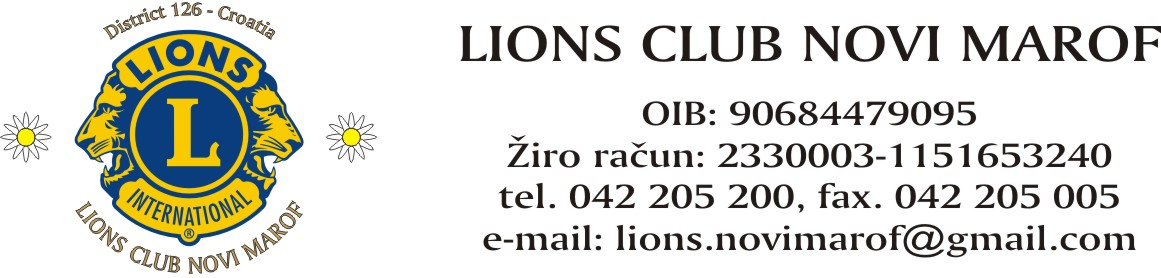 District 126 - Croatia
LIONS
L
INTERNATIONAL
®
LIONS CLUB NOVI MAROF
LIONS CLUB NOVI MAROF
OIB: 90684479095
Žiro račun: 2330003-1151653240
tel. 042 205 200, fax. 042 205 005
e-mail: lions.novimarof@gmail.com